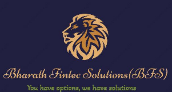 Bharath Fintec Solutions(BFS)
You have options, we have solutions